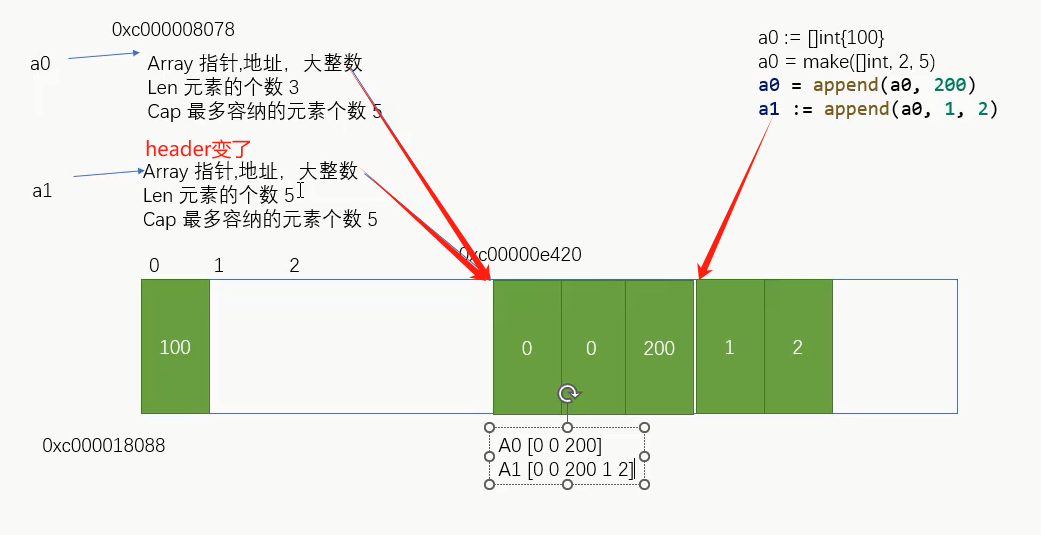 0xc000008078
a0
Array 指针,地址，大整数
Len 元素的个数 3
Cap 最多容纳的元素个数 5
header变了
a1
Array 指针,地址，大整数
Len 元素的个数 5
Cap 最多容纳的元素个数 5
a0 := []int{100}
a0 = make([]int, 2, 5)
a0 = append(a0, 200)
a1 := append(a0, 1, 2)
0xc00000e420
0 1 2
100 0 0 200 1 2
0xc000018088
A0 [0 0 200]
A1 [0 0 200 1 2]